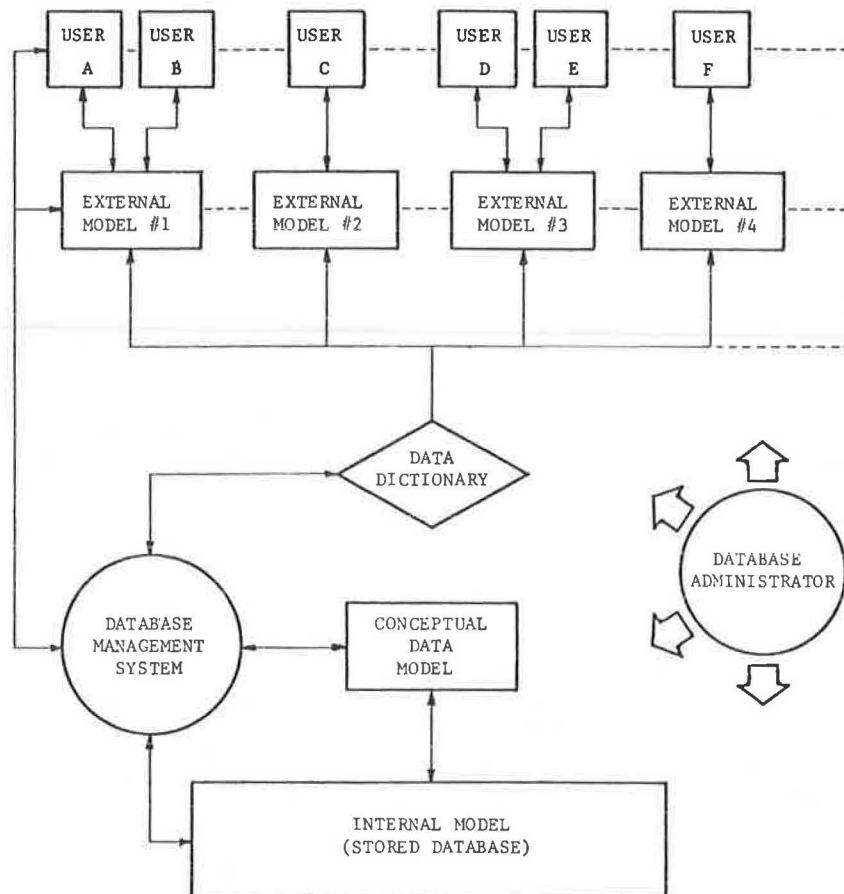 USER A
USER B
USER C
USER D
USER E
USER F
EXTERNAL
MODEL #1
EXTERNAL
MODEL #2
EXTERNAL
MODEL #3
EXTERNAL
MODEL #4
DATA
DICTIONARY
DATABASE
ADMINISTRATOR
DATABASE
MANAGEMENT
SYSTEM
CONCEPTUAL
DATA
MODEL
INTERNAL MODEL
(STORED DATABASE)